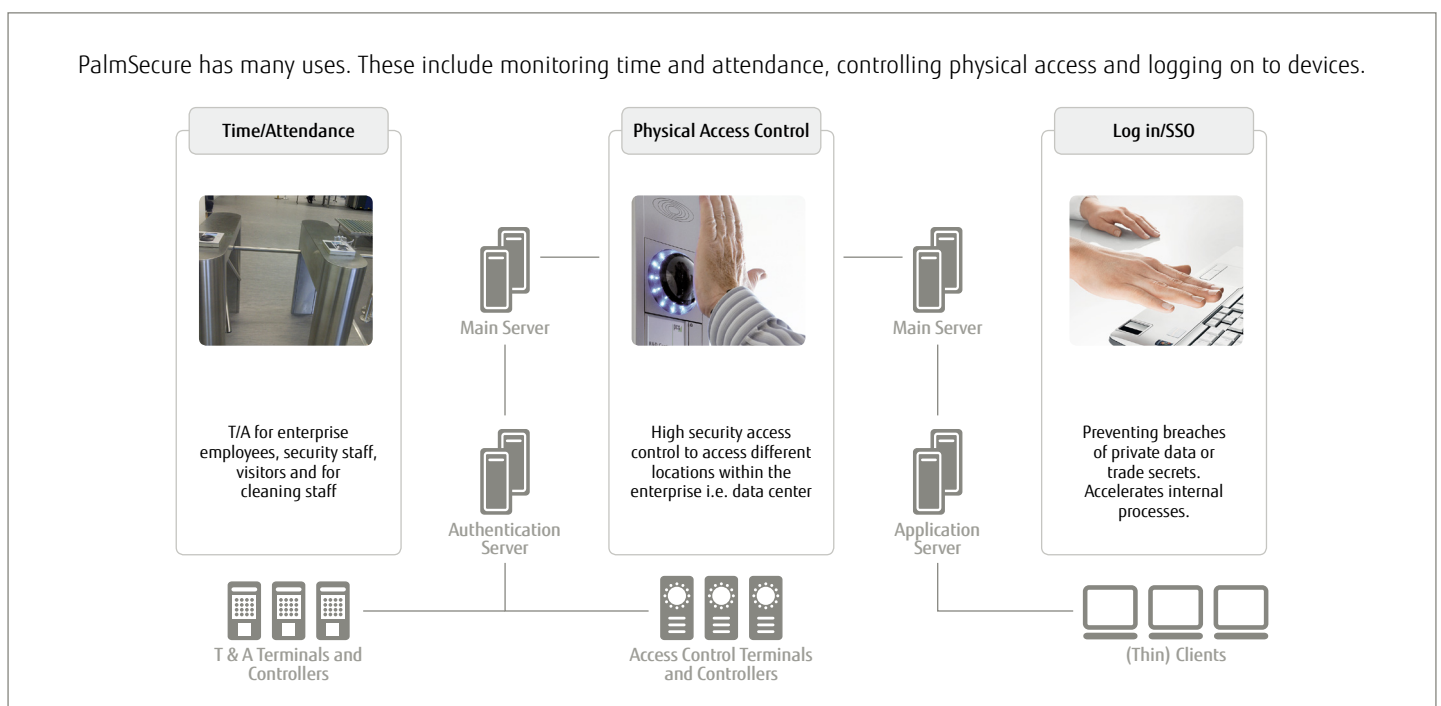 PalmSecure has many uses. These include monitoring time and attendance, controlling physical access and logging on to devices.
Time/Attendance
Physical Access Control
Log in/SSO
Main Server
Main Server
T/A for enterprise
employees, security staff,
visitors and for
cleaning staff
High security access
control to access different
locations within the
enterprise i.e. data center
Preventing breaches
of private data or
trade secrets.
Accelerates internal
processes.
Authentication
Server
Application
Server
T & A Terminals and
Controllers
Access Control Terminals
and Controllers
(Thin) Clients